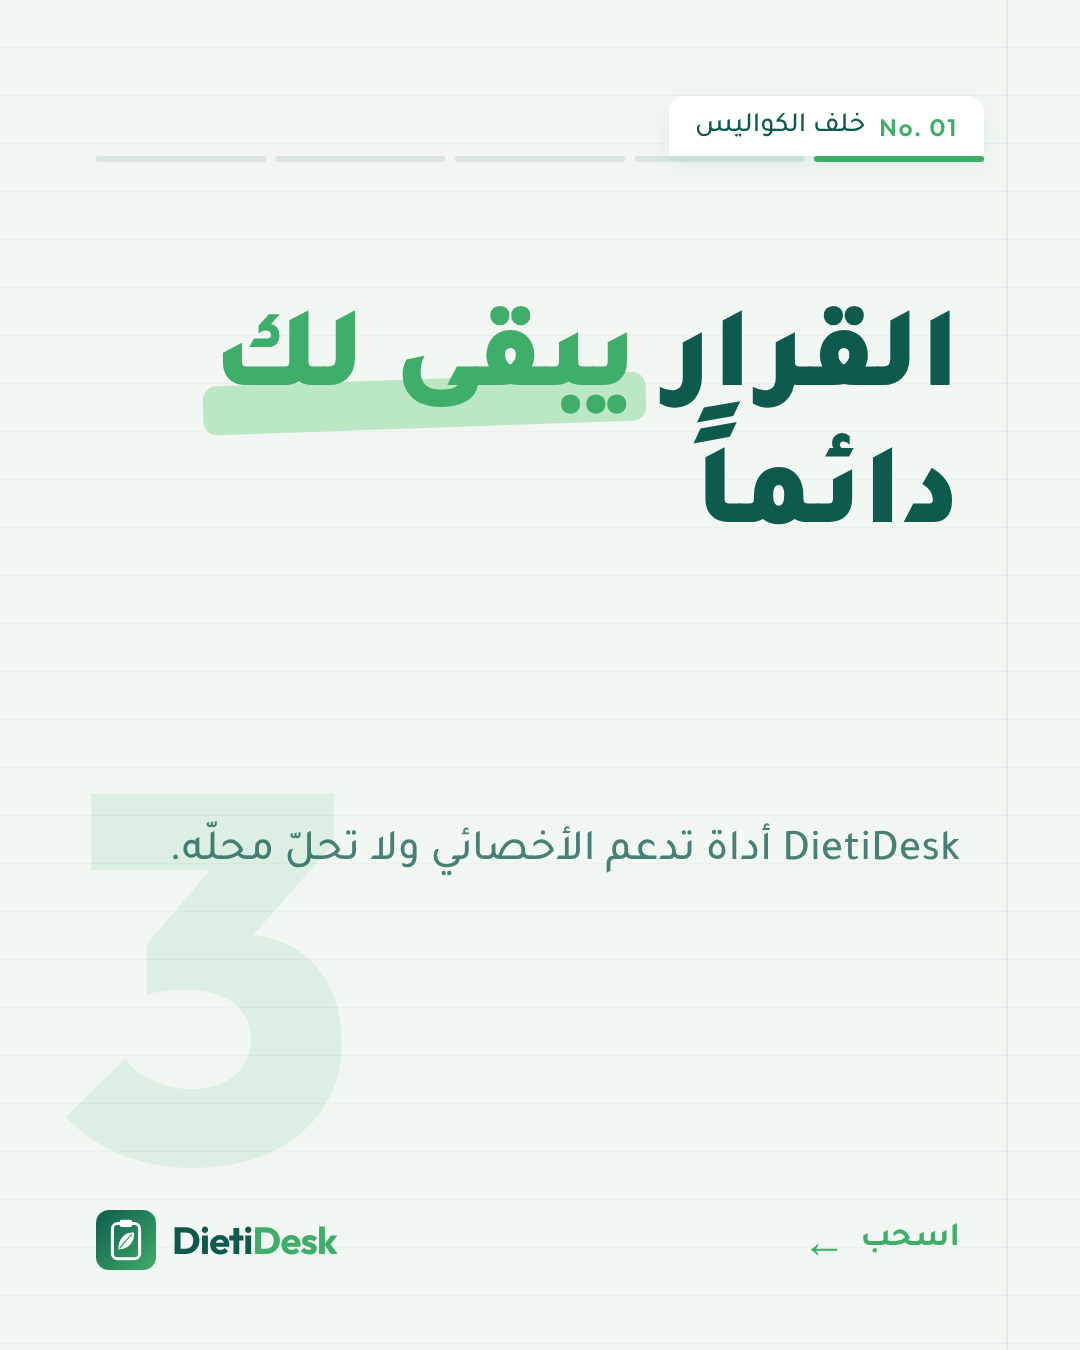 خلف الكواليس No. 01
القرار يبقى لك
دائماً
DietiDesk أداة تدعم الأخصائي ولا تحلّ محلّه.
3
اسحب ←
DietiDesk